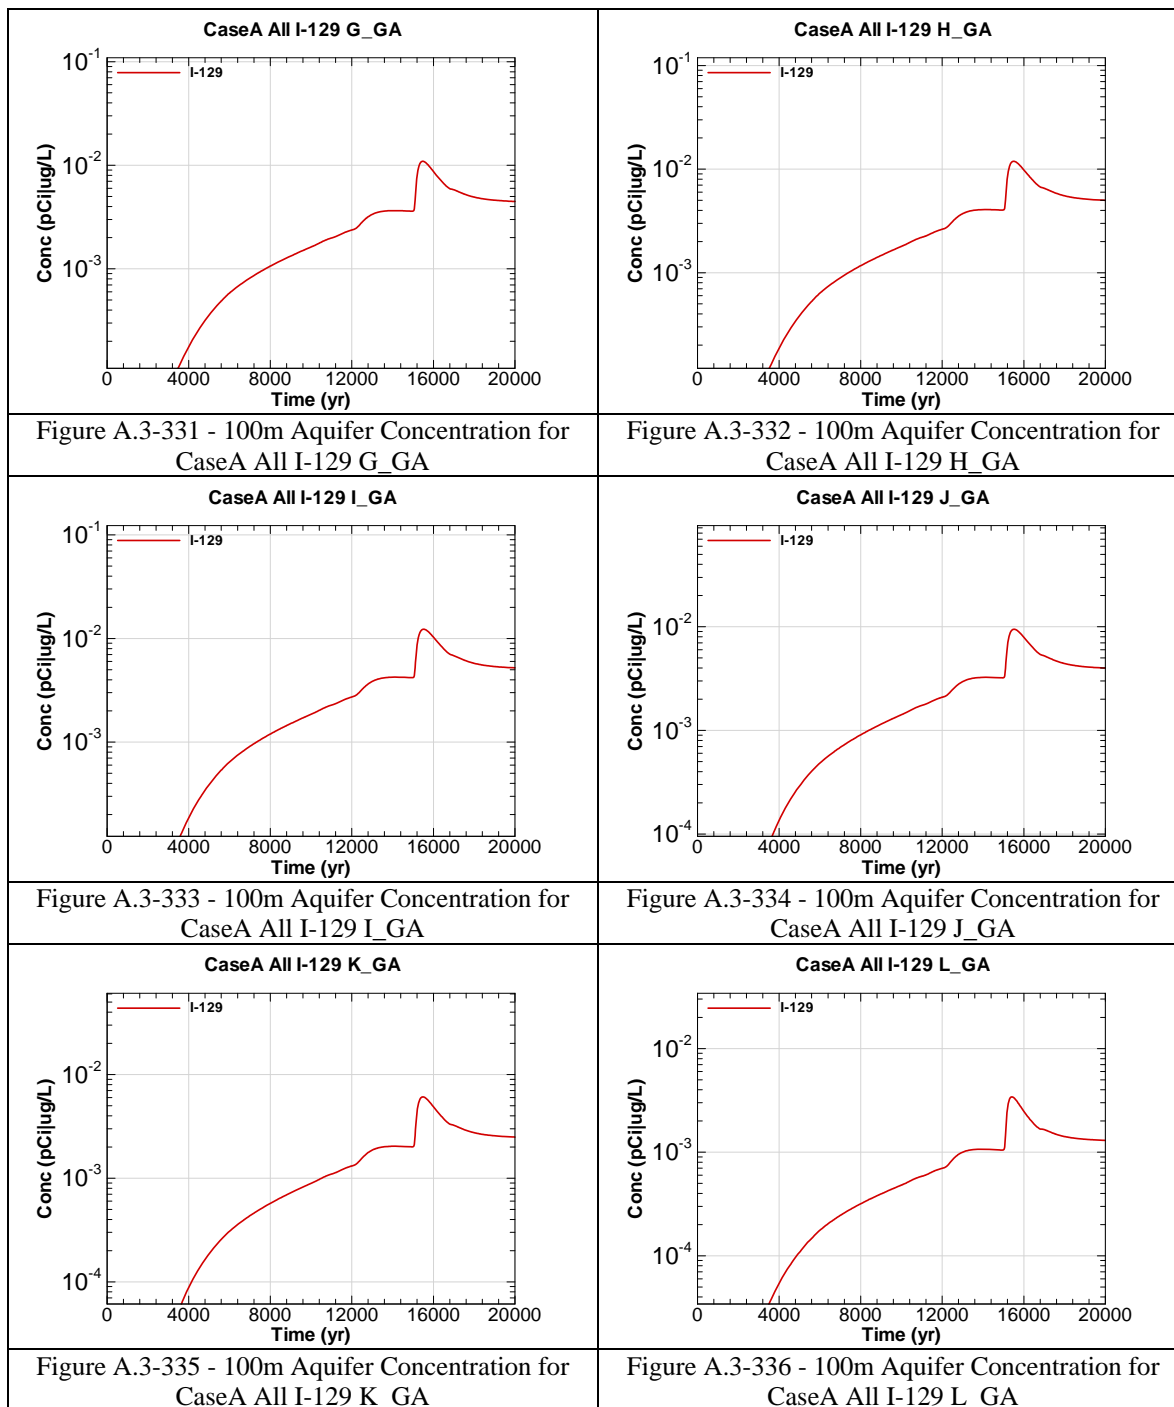 CaseA All I-129 G_GA
10-1
I-129
10-2
10-3
Conc (pCi|ug/L)
0 4000 8000 12000 16000 20000
Time (yr)
Figure A.3-331 - 100m Aquifer Concentration for
CaseA All I-129 G_GA
CaseA All I-129 H_GA
10-1
I-129
10-2
10-3
Conc (pCi|ug/L)
0 4000 8000 12000 16000 20000
Time (yr)
Figure A.3-332 - 100m Aquifer Concentration for
CaseA All I-129 H_GA
CaseA All I-129 I_GA
10-1
I-129
10-2
10-3
Conc (pCi|ug/L)
0 4000 8000 12000 16000 20000
Time (yr)
Figure A.3-333 - 100m Aquifer Concentration for
CaseA All I-129 I_GA
CaseA All I-129 J_GA
I-129
10-2
10-3
10-4
Conc (pCi|ug/L)
0 4000 8000 12000 16000 20000
Time (yr)
Figure A.3-334 - 100m Aquifer Concentration for
CaseA All I-129 J_GA
CaseA All I-129 K_GA
I-129
10-2
10-3
10-4
Conc (pCi|ug/L)
0 4000 8000 12000 16000 20000
Time (yr)
Figure A.3-335 - 100m Aquifer Concentration for
CaseA All I-129 K_GA
CaseA All I-129 L_GA
I-129
10-2
10-3
10-4
Conc (pCi|ug/L)
0 4000 8000 12000 16000 20000
Time (yr)
Figure A.3-336 - 100m Aquifer Concentration for
CaseA All I-129 L_GA